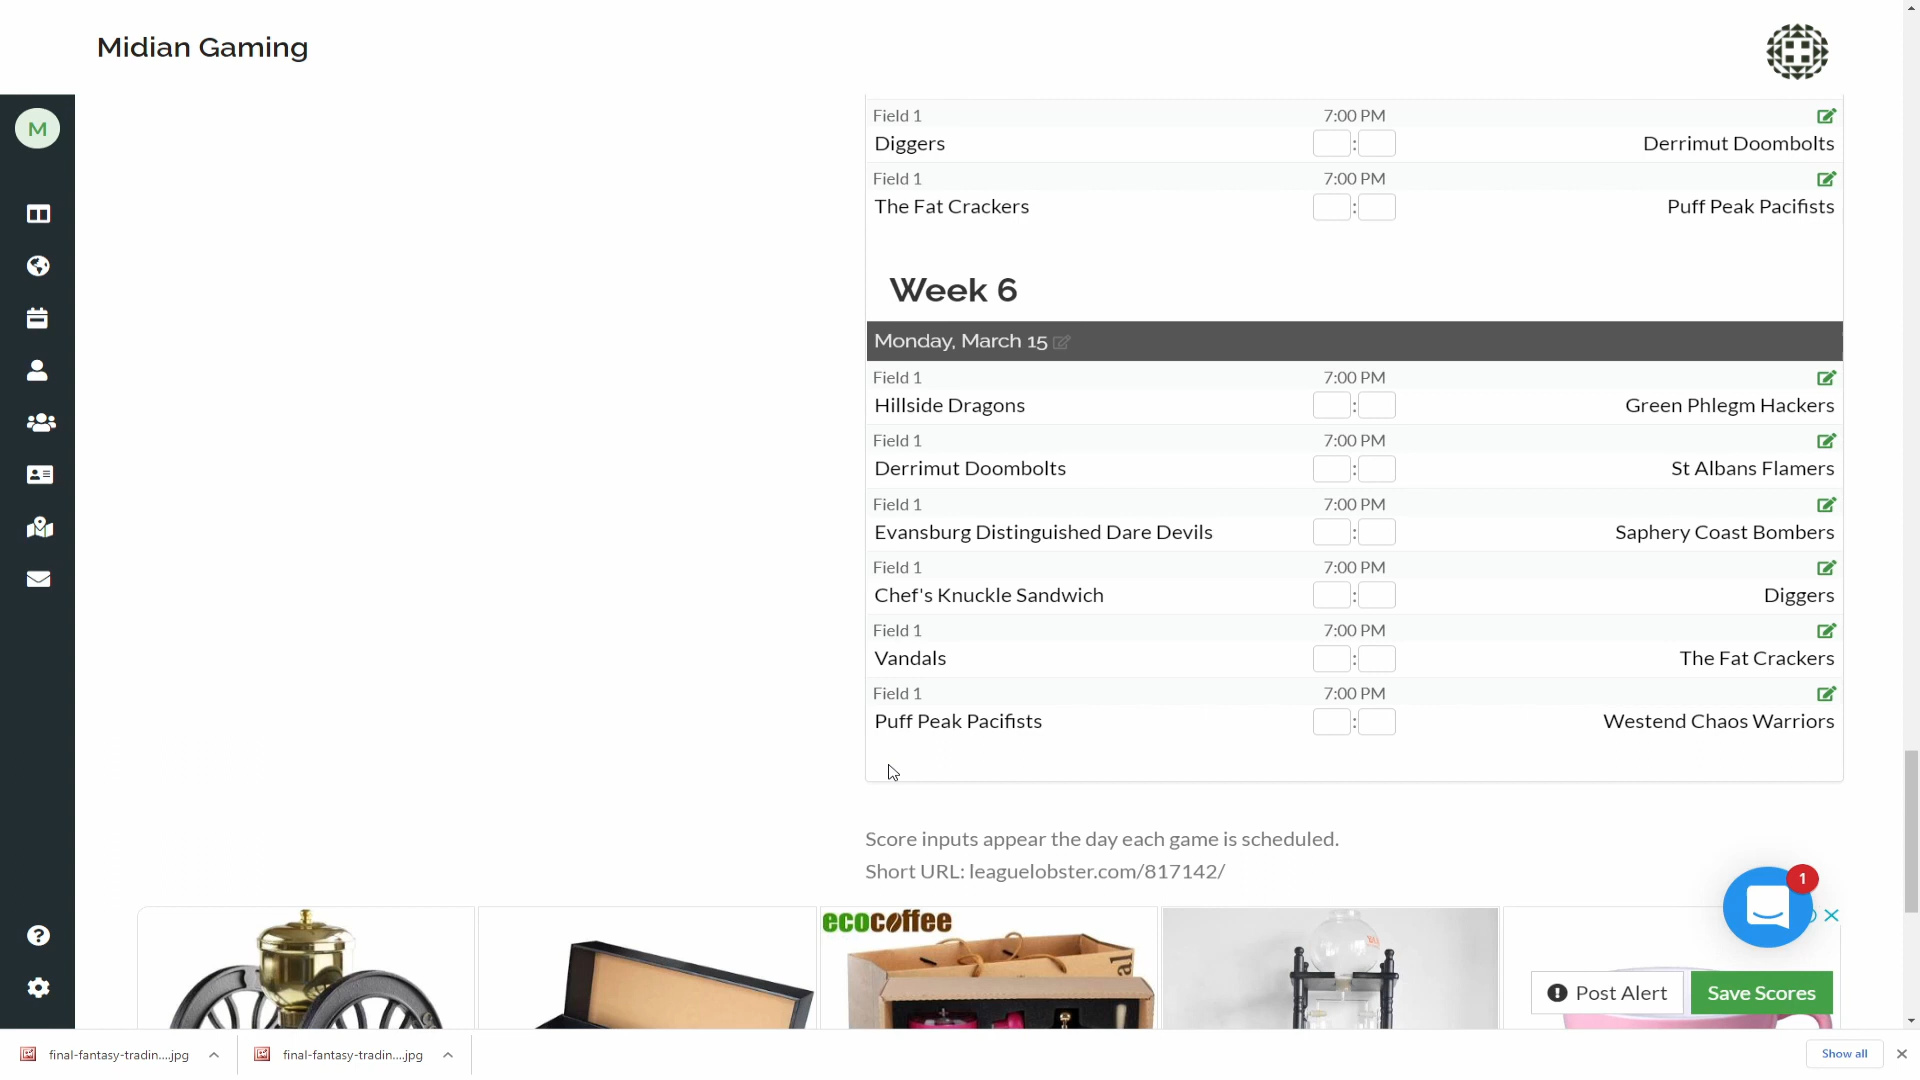 Midian Gaming
M
Field 1 7:00 PM
Diggers : Derrimut Doombolts
Field 1 7:00 PM
The Fat Crackers : Puff Peak Pacifists
Week 6
Monday, March 15
Field 1 7:00 PM
Hillside Dragons : Green Phlegm Hackers
Field 1 7:00 PM
Derrimut Doombolts : St Albans Flamers
Field 1 7:00 PM
Evansburg Distinguished Dare Devils : Saphery Coast Bombers
Field 1 7:00 PM
Chef's Knuckle Sandwich : Diggers
Field 1 7:00 PM
Vandals : The Fat Crackers
Field 1 7:00 PM
Puff Peak Pacifists : Westend Chaos Warriors
Score inputs appear the day each game is scheduled.
Short URL: leaguelobster.com/817142/
1
ecocoffee
Post Alert Save Scores
final-fantasy-tradin....jpg final-fantasy-tradin....jpg Show all